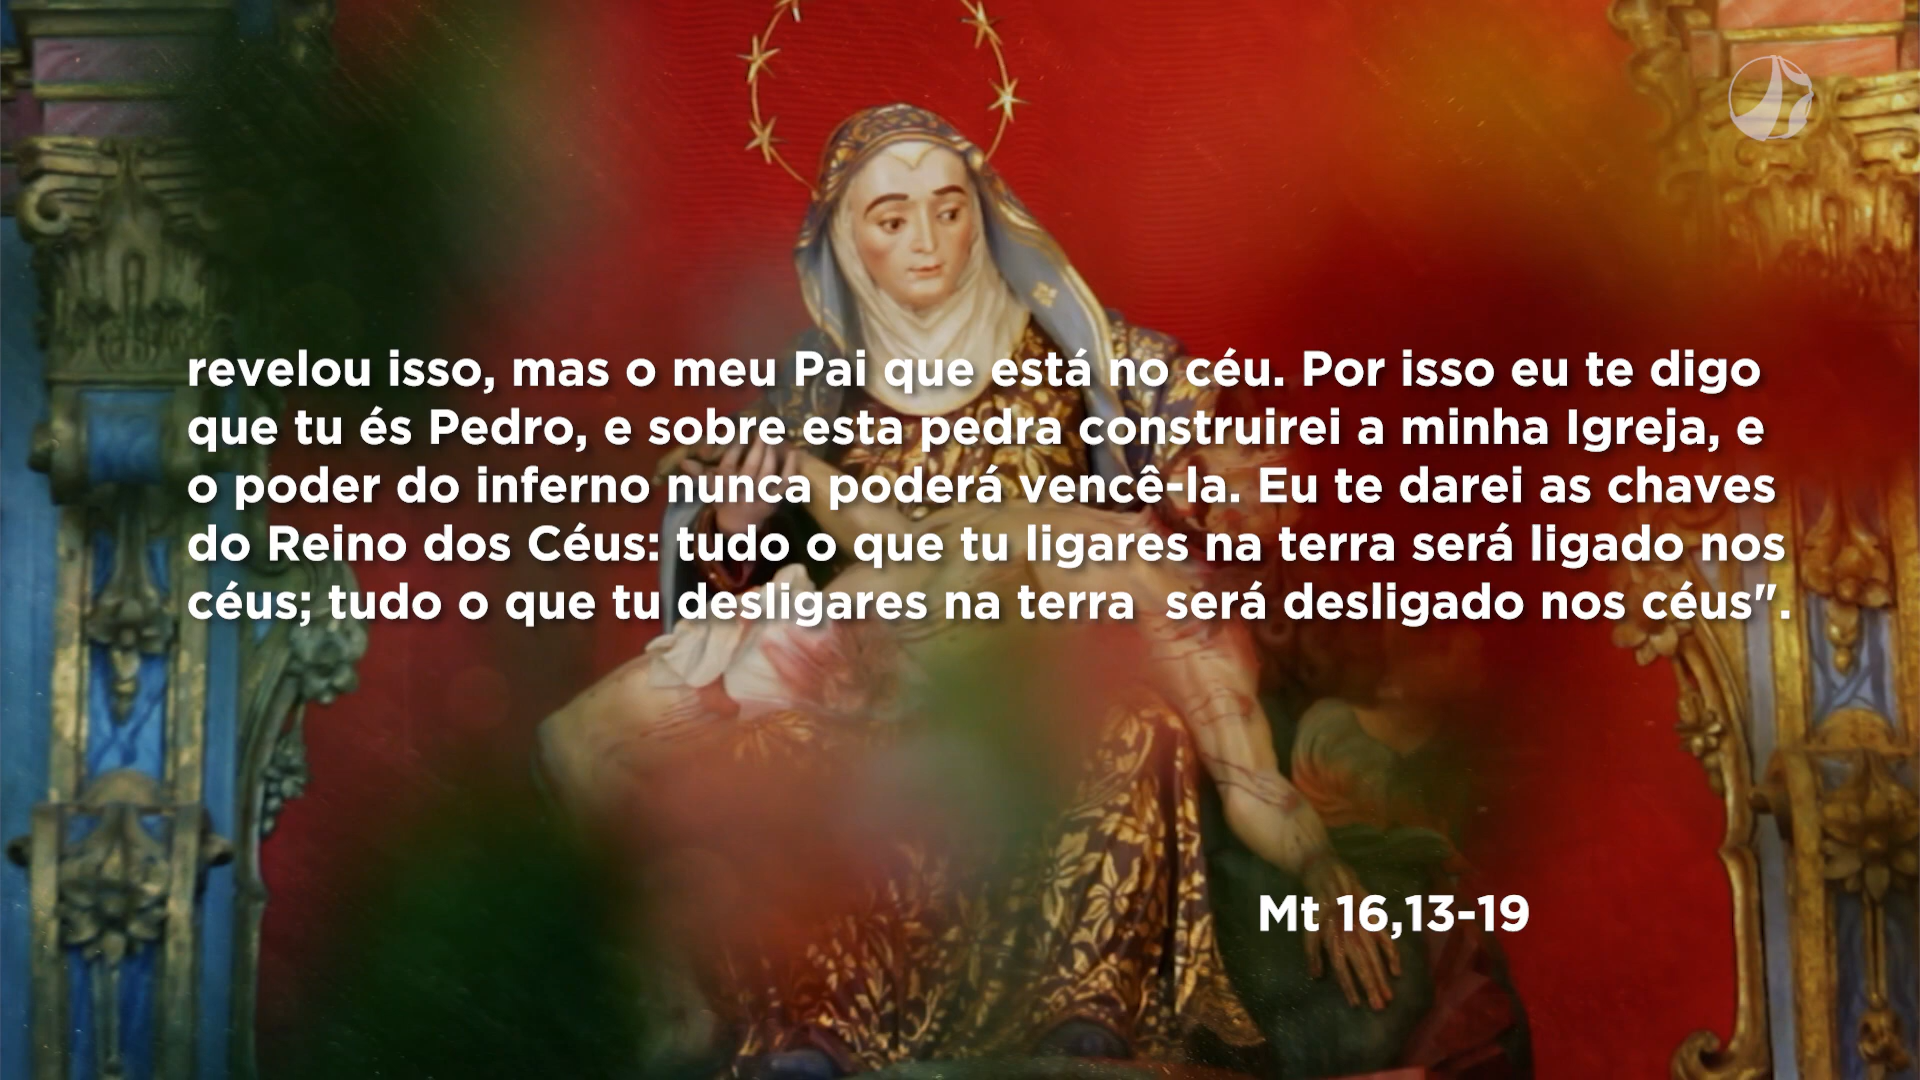 revelou isso, mas o meu Pai que está no céu. Por isso eu te digo
que tu és Pedro, e sobre esta pedra construirei a minha Igreja, e
o poder do inferno nunca poderá vencê-la. Eu te darei as chaves
do Reino dos Céus: tudo o que tu ligares na terra será ligado nos
céus; tudo o que tu desligares na terra  será desligado nos céus".
Mt 16,13-19